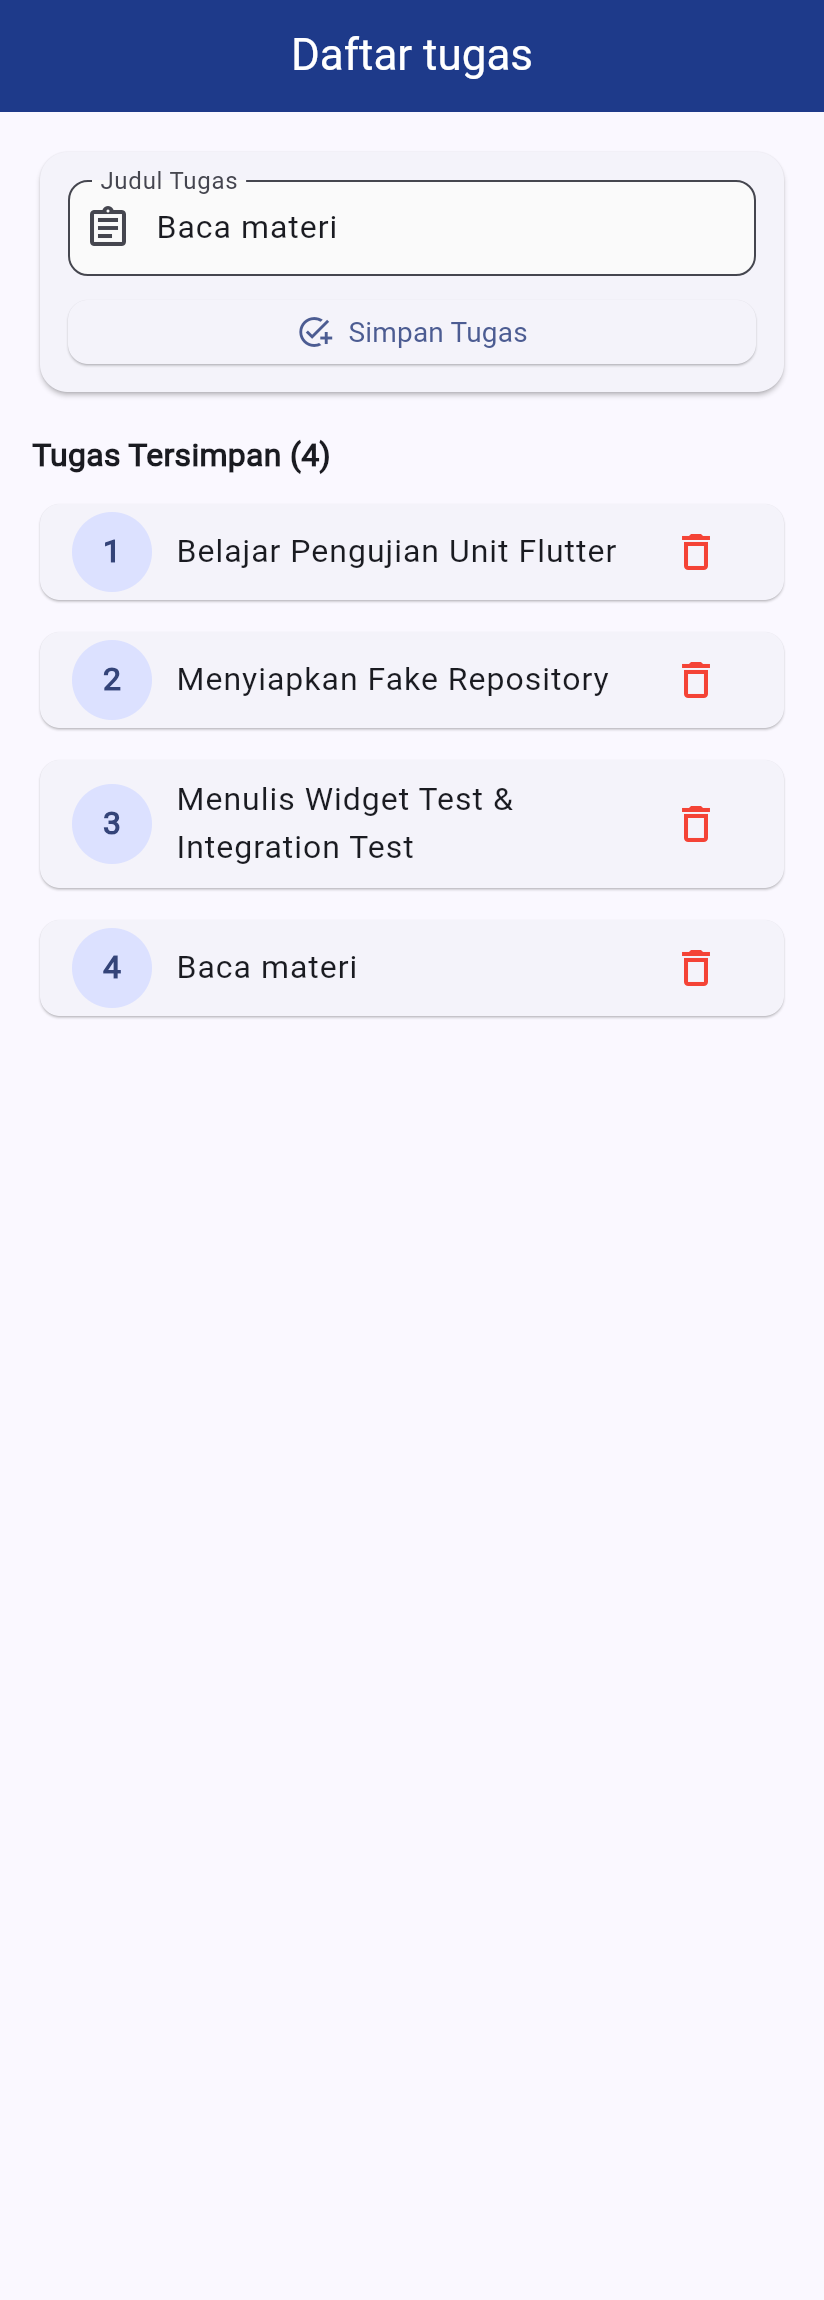 Daftar tugas
Judul Tugas
Baca materi
Simpan Tugas
Tugas Tersimpan (4)
1 Belajar Pengujian Unit Flutter
2 Menyiapkan Fake Repository
3 Menulis Widget Test &
Integration Test
4 Baca materi